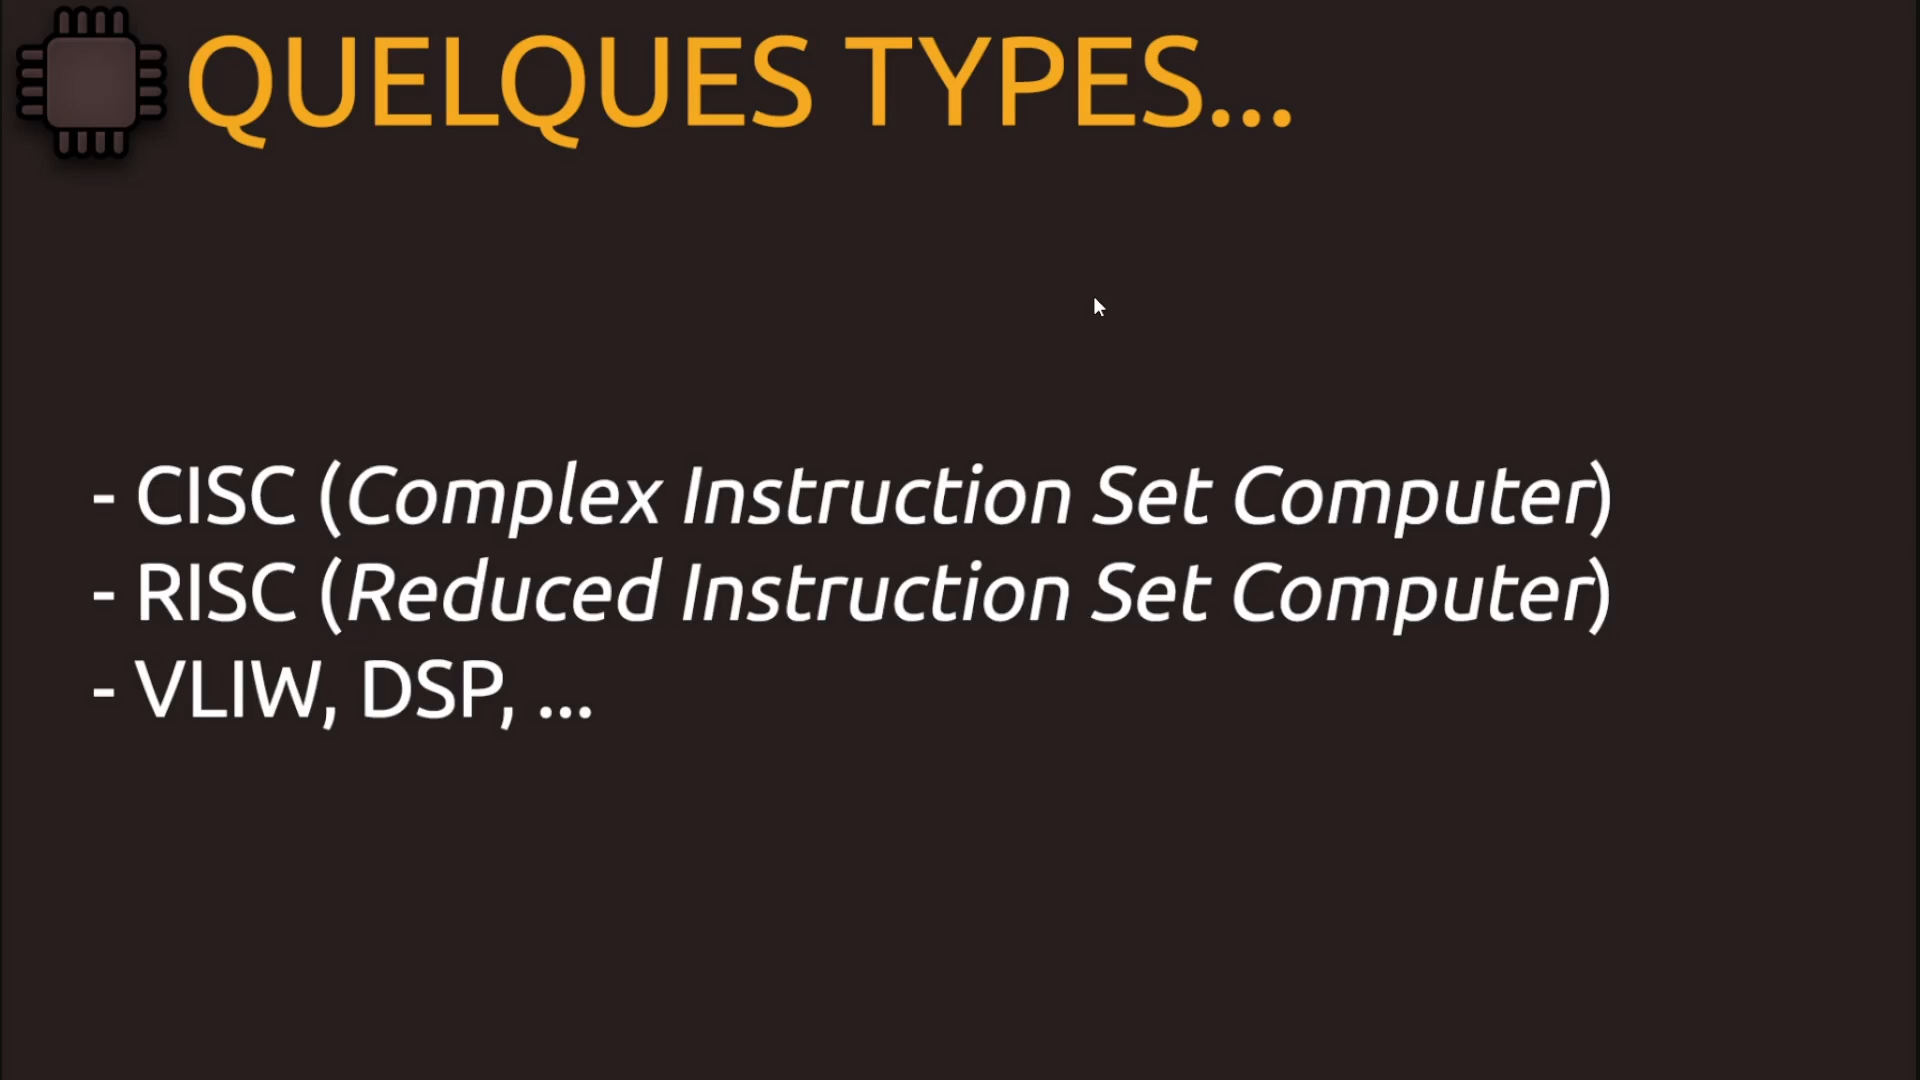 QUELQUES TYPES...
- CISC (Complex Instruction Set Computer)
- RISC (Reduced Instruction Set Computer)
- VLIW, DSP, ...